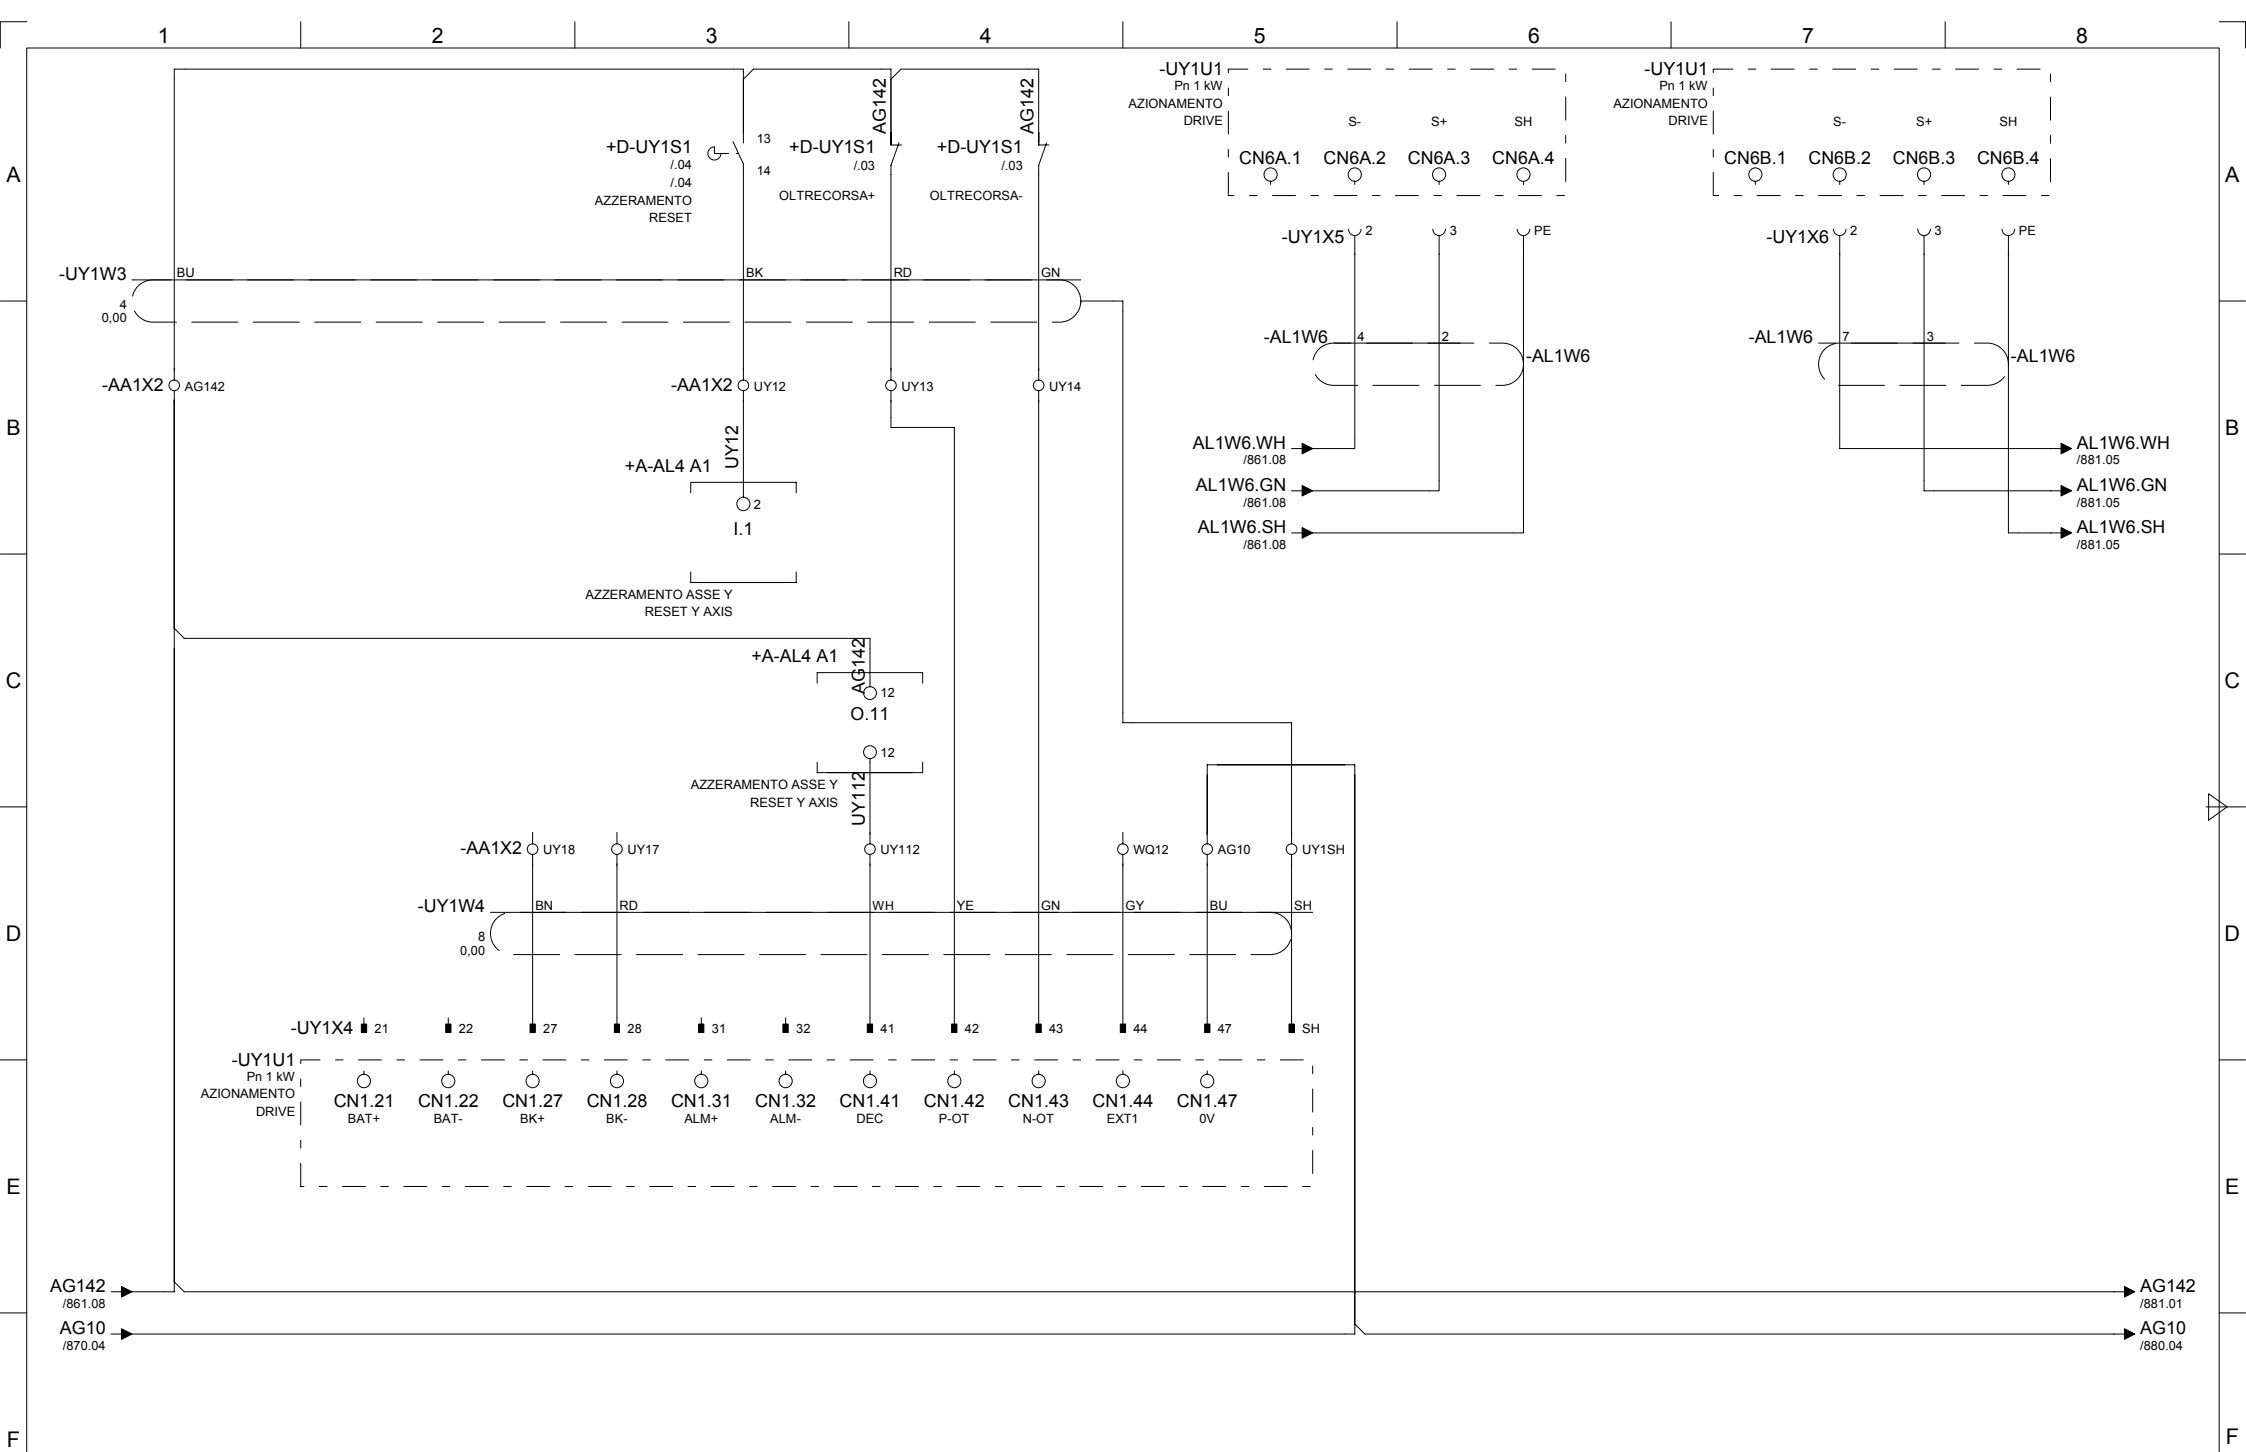 1 2 3 4 5 6 7 8
A
B
C
D
E
F
A
B
C
D
E
F
+D-UY1S1
/.04
/.04
AZZERAMENTO
RESET
13
14
AG142
+D-UY1S1
/.03
OLTRECORSA+
AG142
+D-UY1S1
/.03
OLTRECORSA-
-UY1U1
Pn 1 kW
AZIONAMENTO
DRIVE
S- S+ SH
CN6A.1 CN6A.2 CN6A.3 CN6A.4
-UY1X5 2 3 PE
-UY1U1
Pn 1 kW
AZIONAMENTO
DRIVE
S- S+ SH
CN6B.1 CN6B.2 CN6B.3 CN6B.4
-UY1X6 2 3 PE
-UY1W3 BU BK RD GN
4
0,00
-AL1W6 4 2 -AL1W6
-AL1W6 7 3 -AL1W6
-AA1X2 AG142 -AA1X2 UY12 UY13 UY14
UY12
+A-AL4 A1
2
I.1
AZZERAMENTO ASSE Y
RESET Y AXIS
AL1W6.WH
/861.08
AL1W6.GN
/861.08
AL1W6.SH
/861.08
AL1W6.WH
/881.05
AL1W6.GN
/881.05
AL1W6.SH
/881.05
+A-AL4 A1
AG142
12
O.11
12
AZZERAMENTO ASSE Y
RESET Y AXIS
UY112
-AA1X2 UY18 UY17 UY112 WQ12 AG10 UY1SH
-UY1W4 BN RD WH YE GN GY BU SH
8
0,00
-UY1X4 21 22 27 28 31 32 41 42 43 44 47 SH
-UY1U1
Pn 1 kW
AZIONAMENTO
DRIVE
CN1.21 CN1.22 CN1.27 CN1.28 CN1.31 CN1.32 CN1.41 CN1.42 CN1.43 CN1.44 CN1.47
BAT+ BAT- BK+ BK- ALM+ ALM- DEC P-OT N-OT EXT1 0V
AG142
/861.08
AG10
/870.04
AG142
/881.01
AG10
/880.04